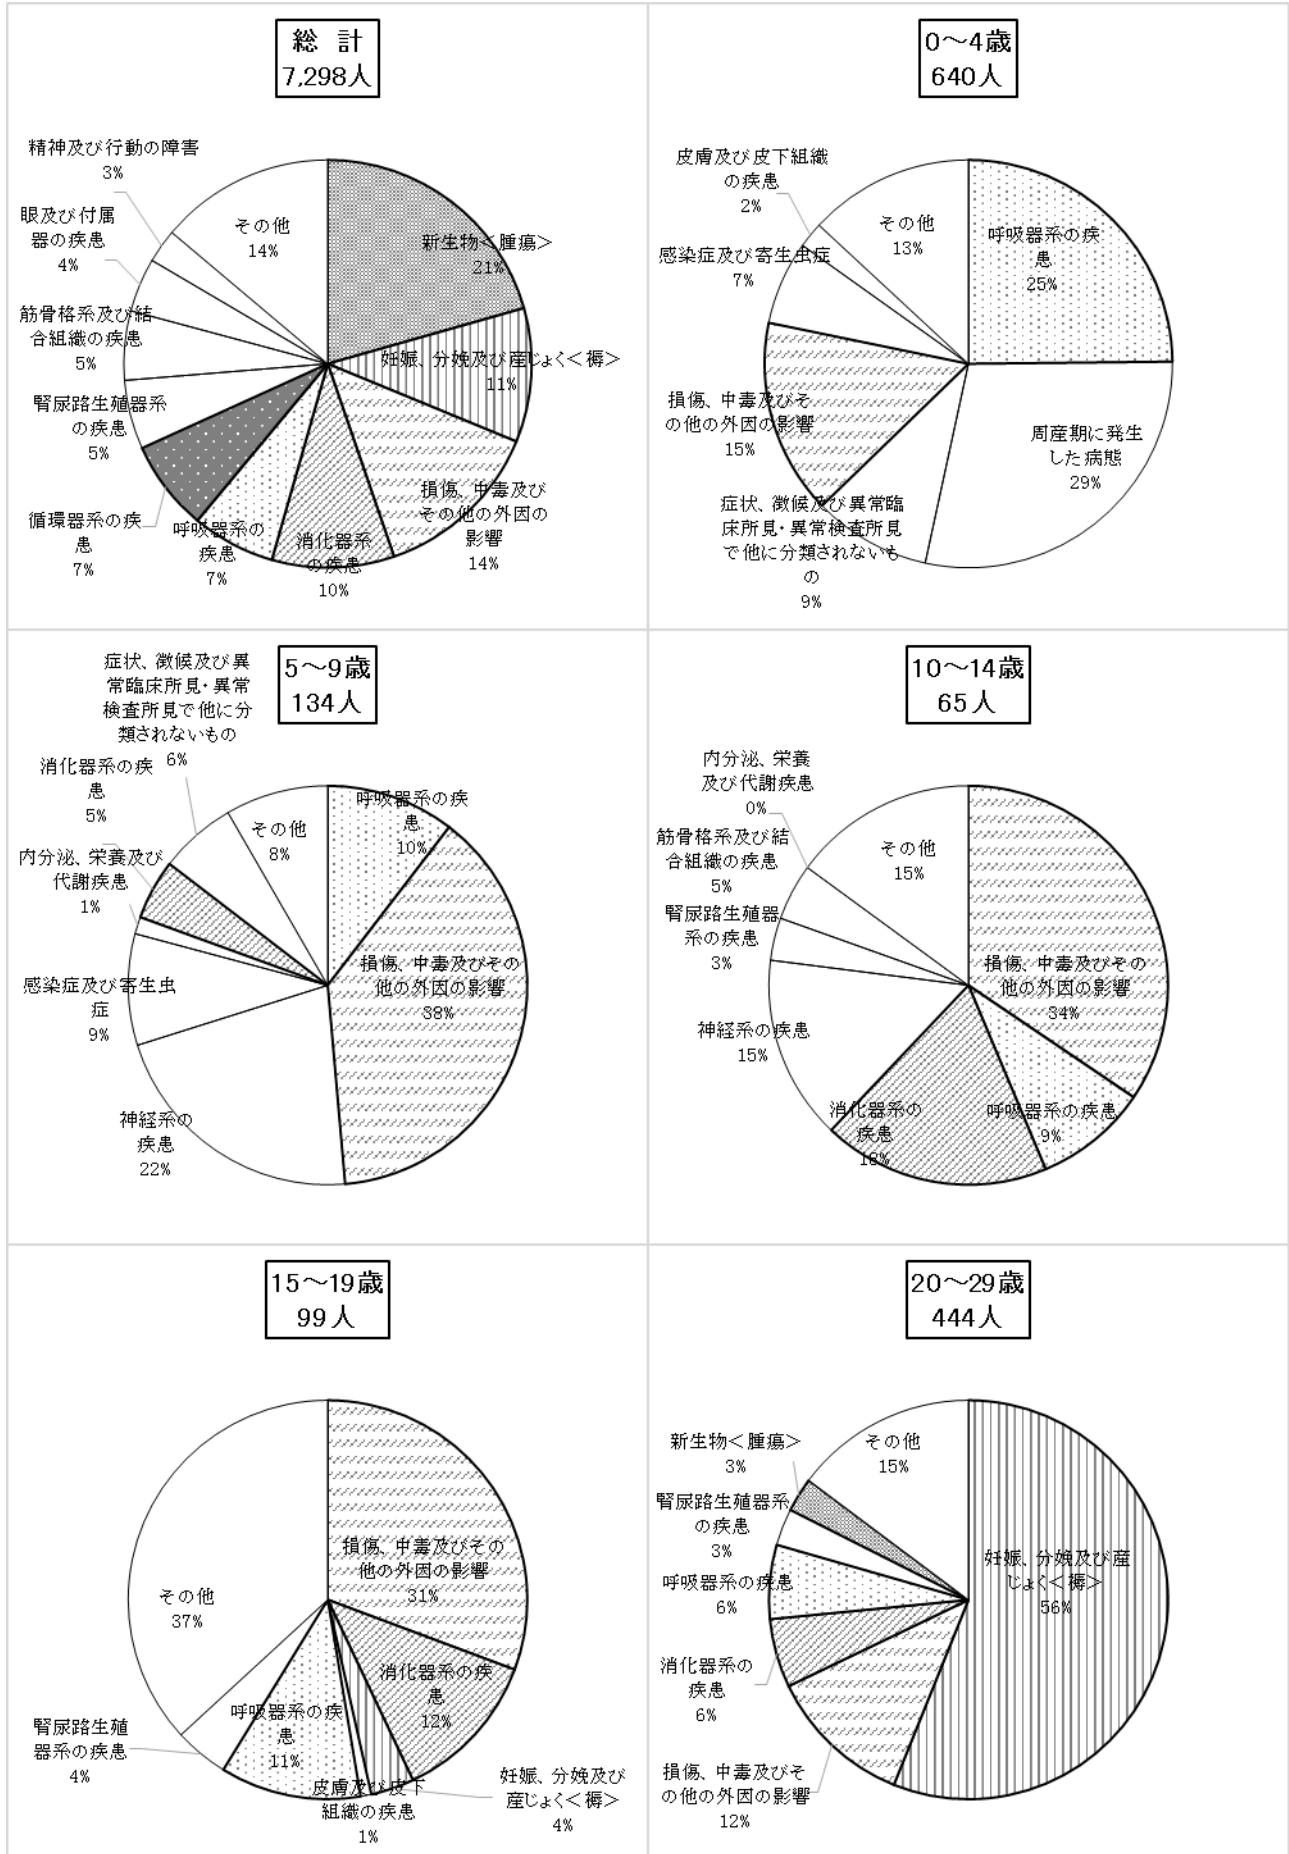 総 計
7,298人
精神及び行動の障害
3%
眼及び付属
器の疾患
4%
筋骨格系及び結
合組織の疾患
5%
腎尿路生殖器系
の疾患
5%
循環器系の疾
患
7%
呼吸器系の
疾患
7%
消化器系
の疾患
10%
損傷、中毒及び
その他の外因の
影響
14%
妊娠、分娩及び産じょく<褥>
11%
新生物<腫瘍>
21%
その他
14%
0~4歳
640人
皮膚及び皮下組織
の疾患
2%
感染症及び寄生虫症
7%
損傷、中毒及びそ
の他の外因の影響
15%
症状、徴候及び異常臨
床所見・異常検査所見
で他に分類されないも
の
9%
周産期に発生
した病態
29%
呼吸器系の疾
患
25%
その他
13%
5~9歳
134人
症状、徴候及び異
常臨床所見・異常
検査所見で他に分
類されないもの
6%
消化器系の疾
患
5%
内分泌、栄養及び
代謝疾患
1%
感染症及び寄生虫
症
9%
神経系の
疾患
22%
損傷、中毒及びその
他の外因の影響
38%
呼吸器系の疾
患
10%
その他
8%
10~14歳
65人
内分泌、栄養
及び代謝疾患
0%
筋骨格系及び結
合組織の疾患
5%
腎尿路生殖器
系の疾患
3%
神経系の疾患
15%
消化器系の
疾患
18%
呼吸器系の疾患
9%
損傷、中毒及びその
他の外因の影響
34%
その他
15%
15~19歳
99人
損傷、中毒及びその
他の外因の影響
31%
消化器系の疾
患
12%
妊娠、分娩及び
産じょく<褥>
4%
皮膚及び皮下
組織の疾患
1%
呼吸器系の疾
患
11%
腎尿路生殖
器系の疾患
4%
その他
37%
20~29歳
444人
新生物<腫瘍>
3%
腎尿路生殖器系
の疾患
3%
呼吸器系の疾患
6%
消化器系の
疾患
6%
損傷、中毒及びそ
の他の外因の影響
12%
妊娠、分娩及び産
じょく<褥>
56%
その他
15%